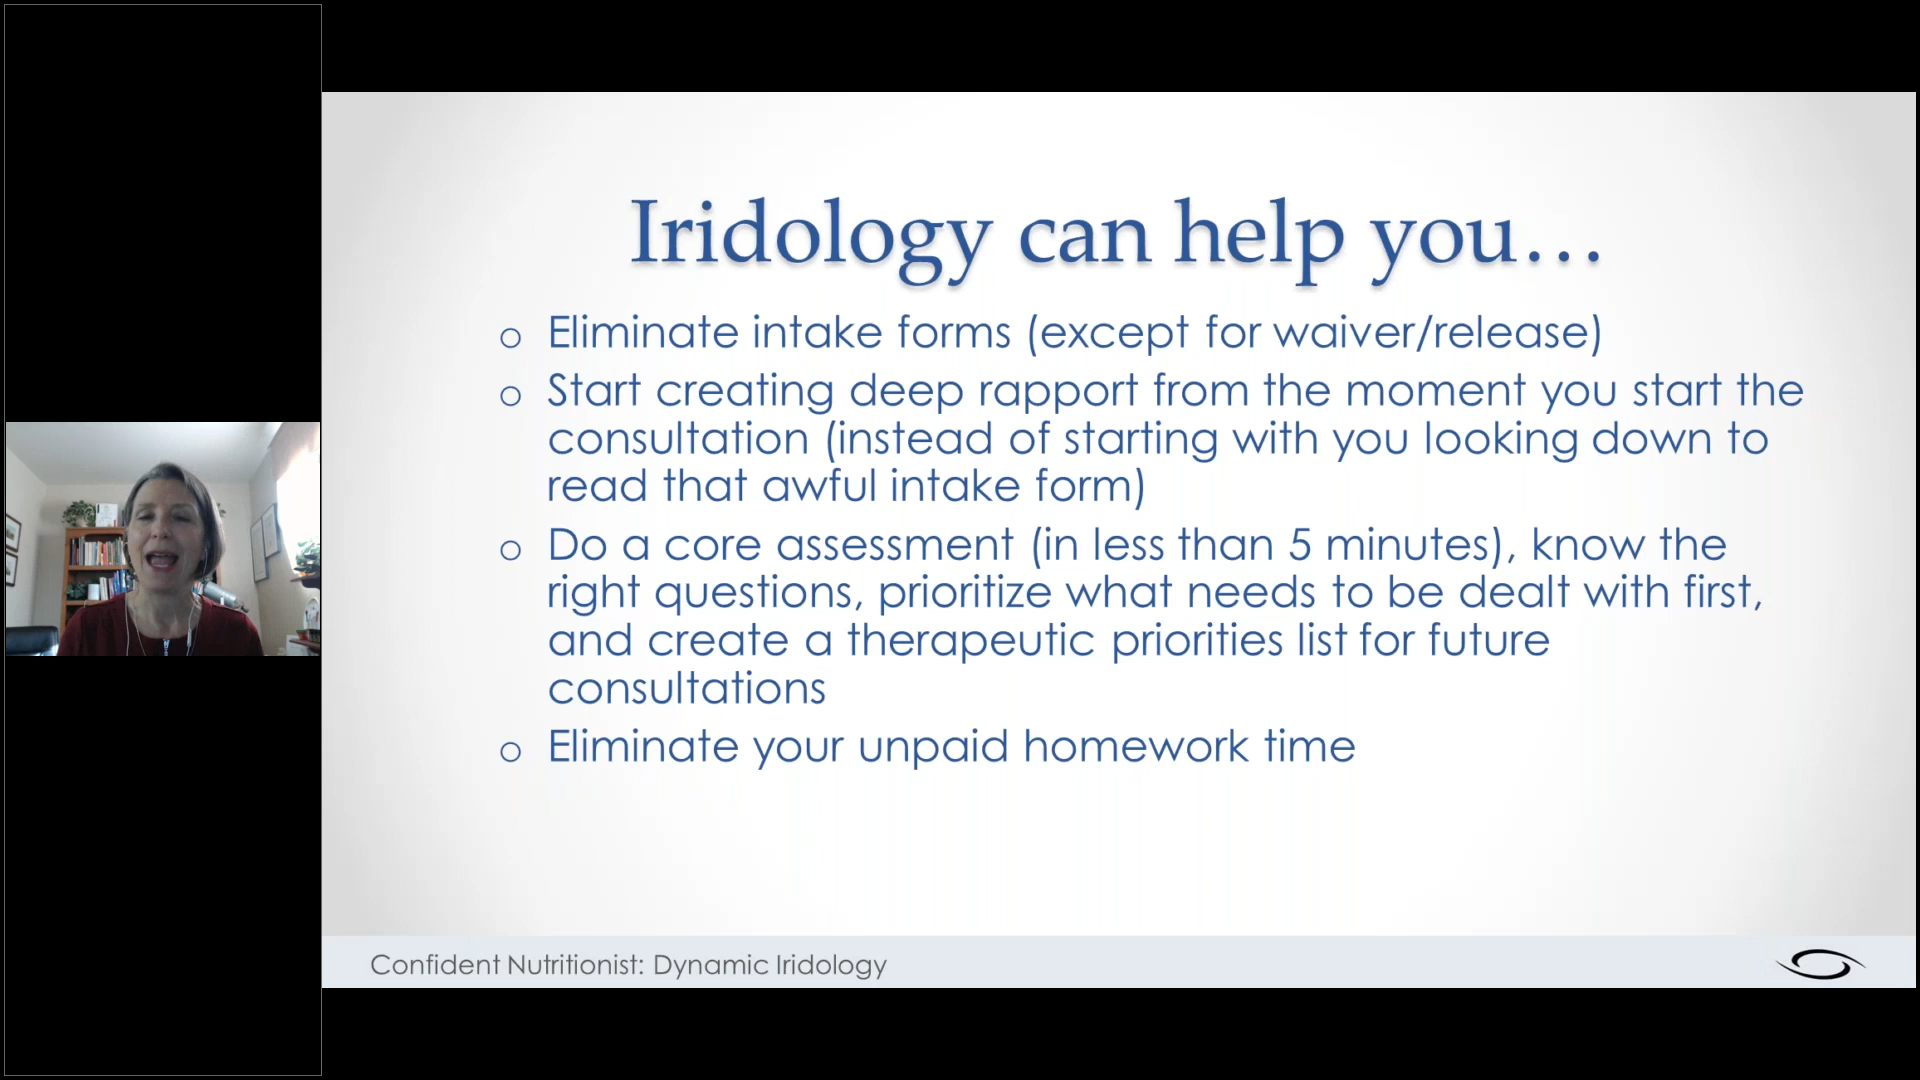 Iridology can help you…
o Eliminate intake forms (except for waiver/release)
o Start creating deep rapport from the moment you start the
consultation (instead of starting with you looking down to
read that awful intake form)
o Do a core assessment (in less than 5 minutes), know the
right questions, prioritize what needs to be dealt with first,
and create a therapeutic priorities list for future
consultations
o Eliminate your unpaid homework time
Confident Nutritionist: Dynamic Iridology